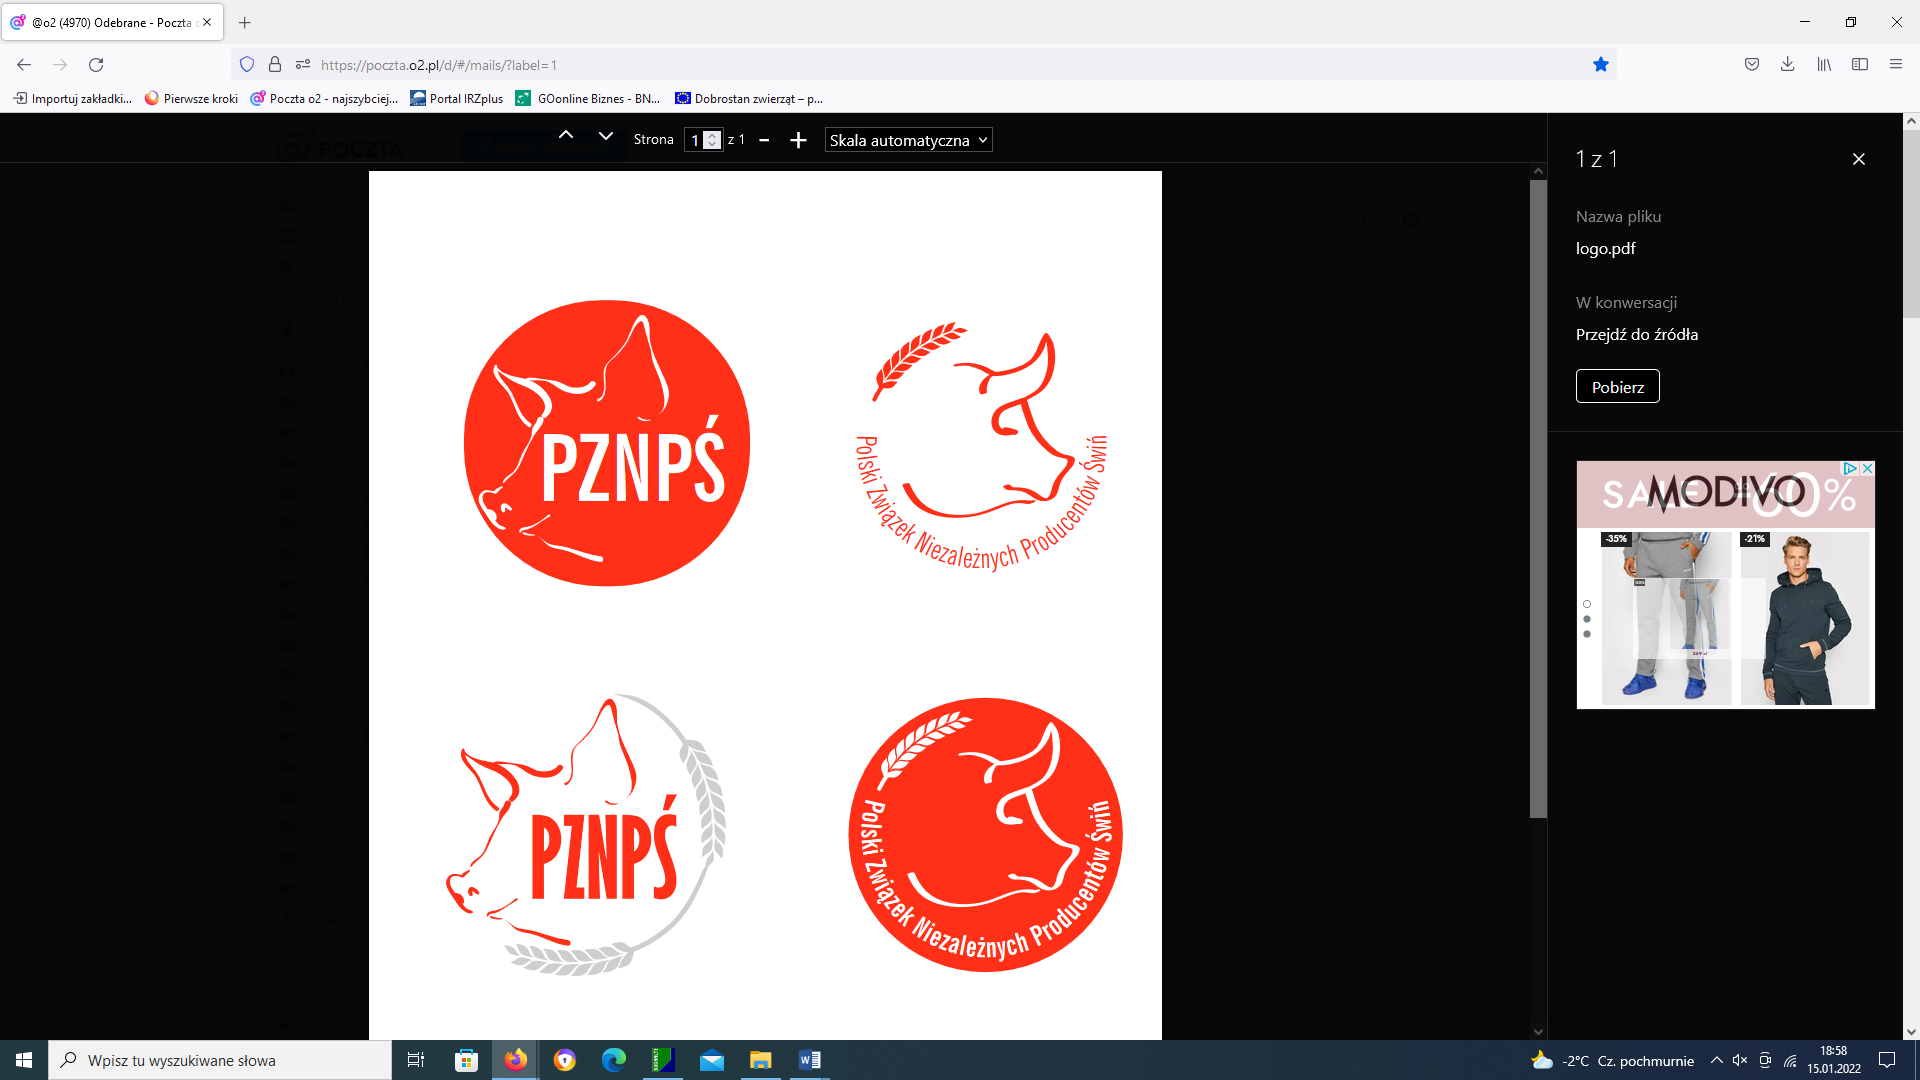 @o2 (4970) Odebrane - Poczta
https://poczta.o2.pl/d/#/mails/?label=1
Importuj zakładki...
Pierwsze kroki
Poczta o2 - najszybciej...
Portal IRZplus
GOonline Biznes - BN...
Dobrostan zwierząt – p...
POCZTA
Strona 1 z 1
Skala automatyczna
1 z 1
Nazwa pliku
logo.pdf
W konwersacji
Przejdź do źródła
Pobierz
PZNPŚ
Polski Związek Niezależnych Producentów Świń
PZNPŚ
Polski Związek Niezależnych Producentów Świń
SALE
MODIVO
60%
-35%
-21%
Wpisz tu wyszukiwane słowa
-2°C Cz. pochmurnie
18:58
15.01.2022